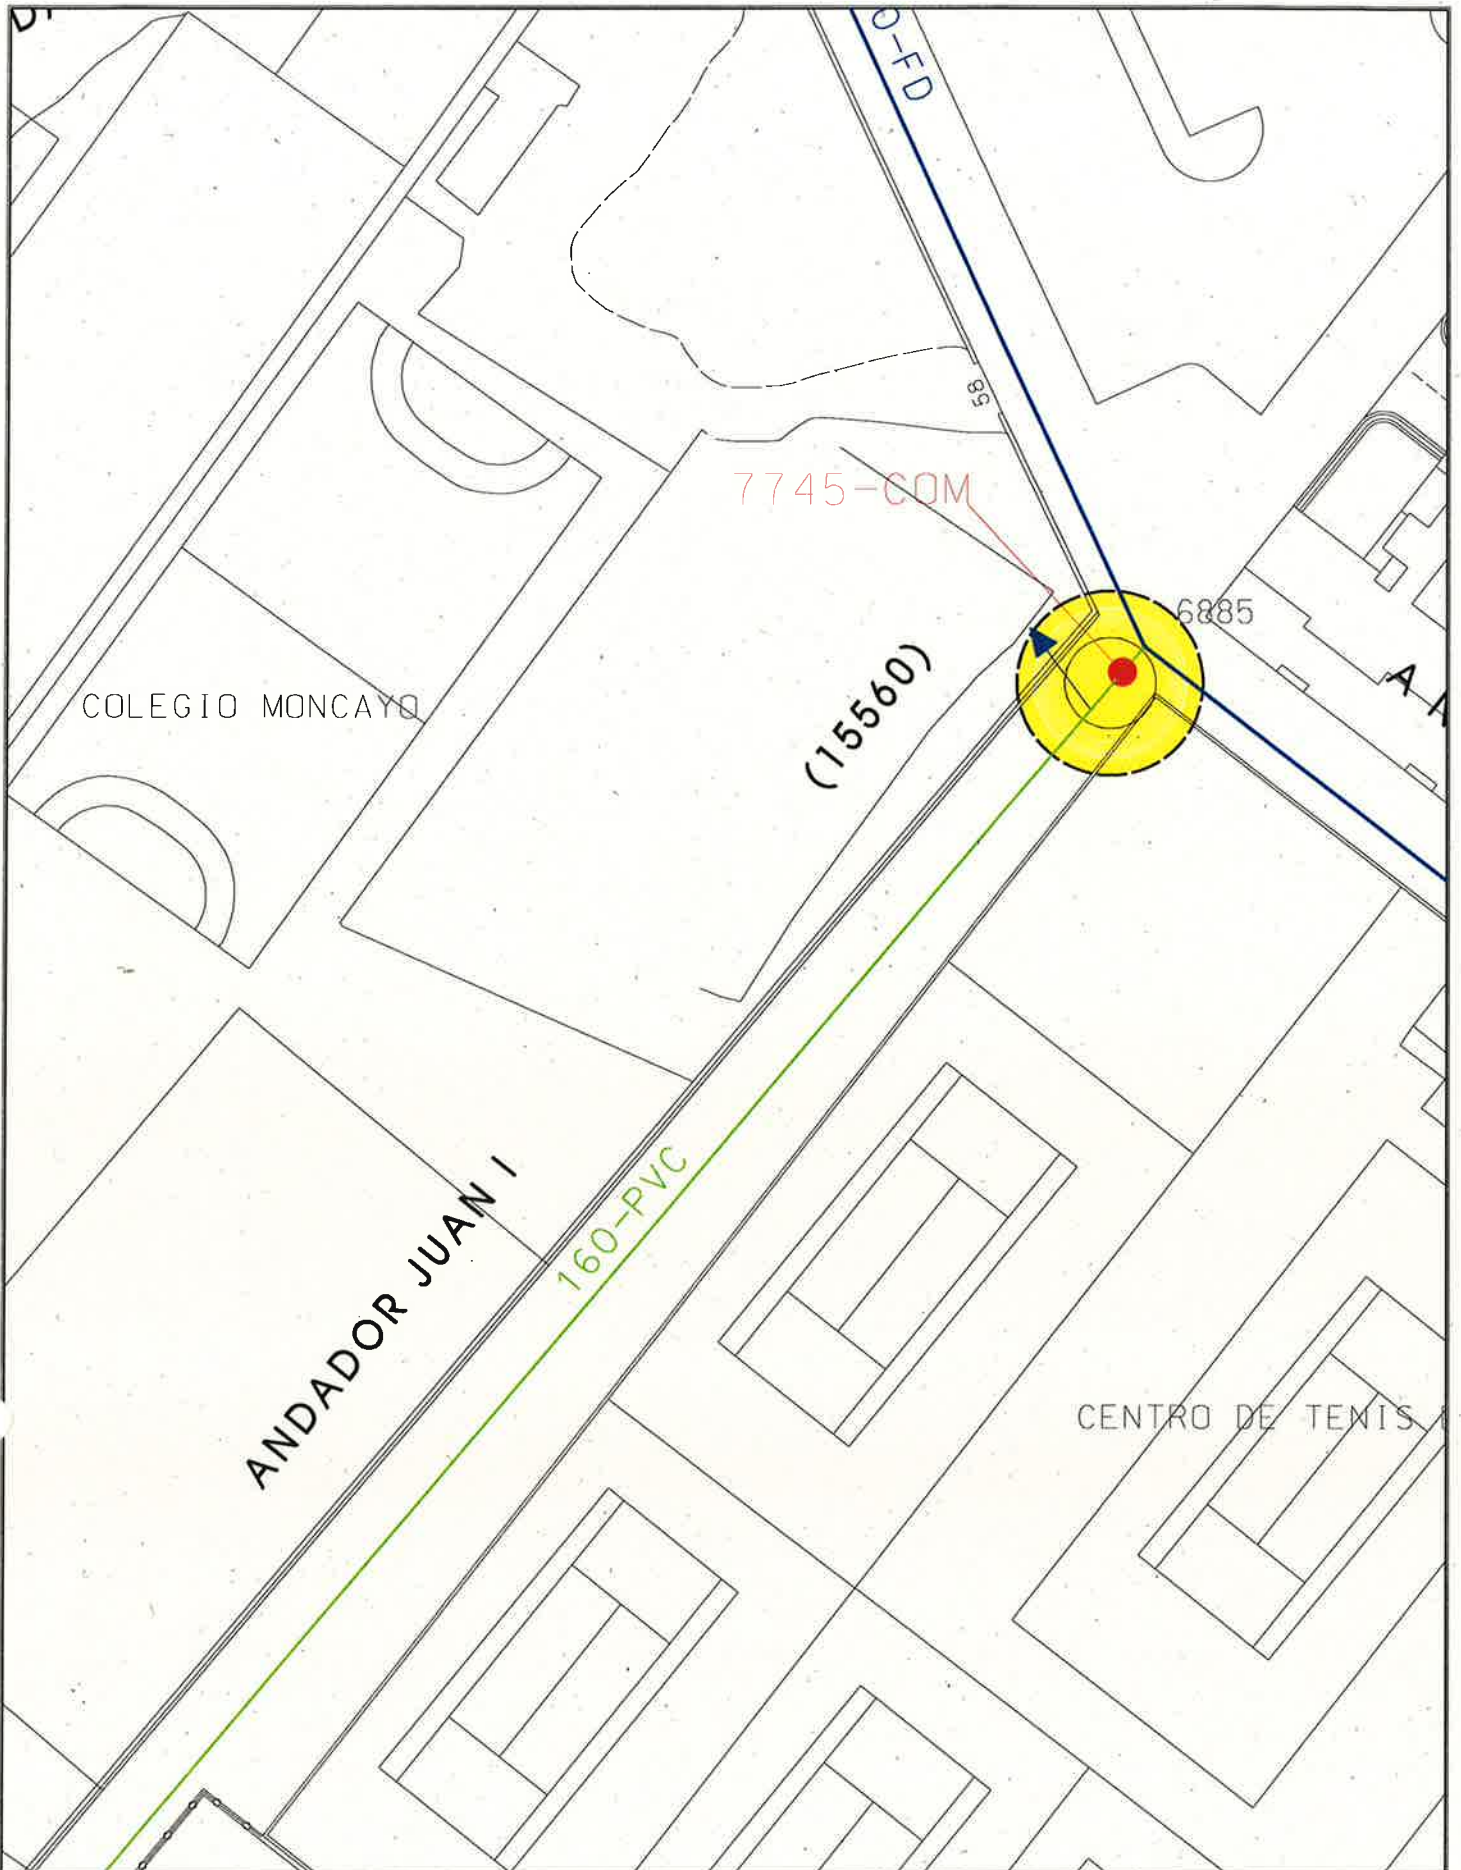 O-FD
58
7745-COM
6885
(15560)
COLEGIO MONCAYO
160-PVC
ANDADOR JUAN I
CENTRO DE TENIS